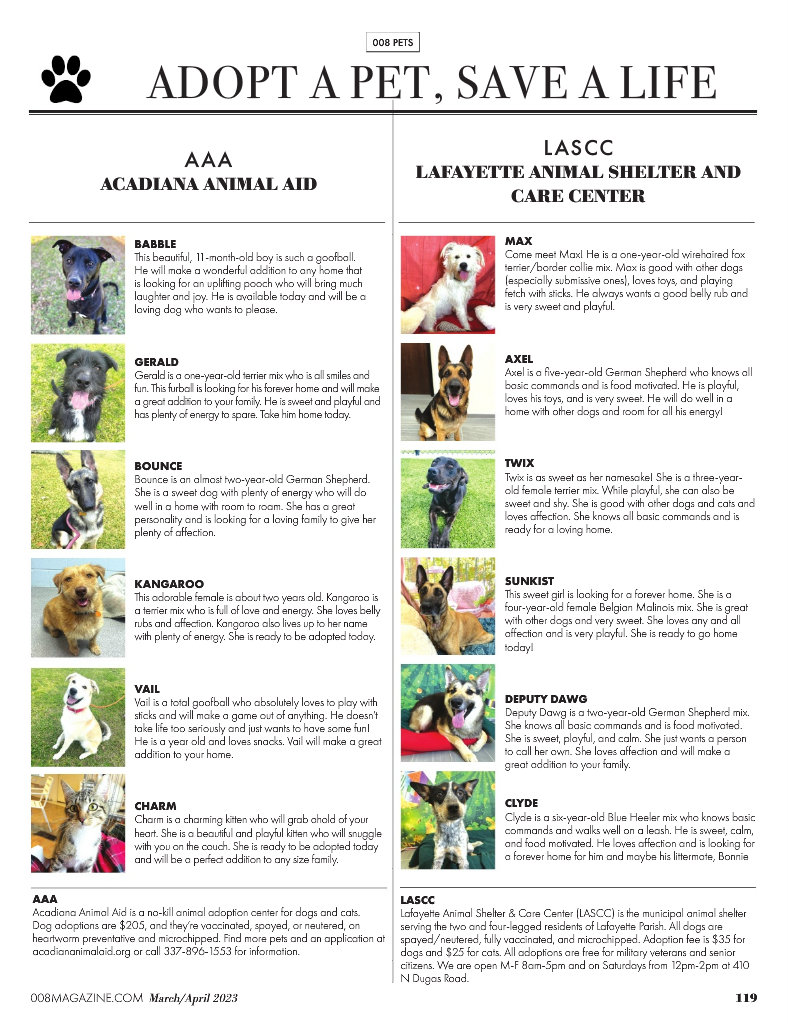 008 PETS
ADOPT A PET, SAVE A LIFE
AAA
ACADIANA ANIMAL AID
BABBLE
This beautiful, 11-month-old boy is such a goofball.
He will make a wonderful addition to any home that
is looking for an uplifting pooch who will bring much
laughter and joy. He is available today and will be a
loving dog who wants to please.
GERALD
Gerald is a one-year-old terrier mix who is all smiles and
fun. This furball is looking for his forever home and will make
a great addition to your family. He is sweet and playful and
has plenty of energy to spare. Take him home today.
BOUNCE
Bounce is an almost two-year-old German Shepherd.
She is a sweet dog with plenty of energy who will do
well in a home with room to roam. She has a great
personality and is looking for a loving family to give her
plenty of affection.
KANGAROO
This adorable female is about two years old. Kangaroo is
a terrier mix who is full of love and energy. She loves belly
rubs and affection. Kangaroo also lives up to her name
with plenty of energy. She is ready to be adopted today.
VAIL
Vail is a total goofball who absolutely loves to play with
sticks and will make a game out of anything. He doesn't
take life too seriously and just wants to have some fun!
He is a year old and loves snacks. Vail will make a great
addition to your home.
CHARM
Charm is a charming kitten who will grab ahold of your
heart. She is a beautiful and playful kitten who will snuggle
with you on the couch. She is ready to be adopted today
and will be a perfect addition to any size family.
AAA
Acadiana Animal Aid is a no-kill animal adoption center for dogs and cats.
Dog adoptions are $205, and they're vaccinated, spayed, or neutered, on
heartworm preventative and microchipped. Find more pets and an application at
acadianaanimalaid.org or call 337-896-1553 for information.
LASCC
LAFAYETTE ANIMAL SHELTER AND
CARE CENTER
MAX
Come meet Max! He is a one-year-old wirehaired fox
terrier/border collie mix. Max is good with other dogs
(especially submissive ones), loves toys, and playing
fetch with sticks. He always wants a good belly rub and
is very sweet and playful.
AXEL
Axel is a five-year-old German Shepherd who knows all
basic commands and is food motivated. He is playful,
loves his toys, and is very sweet. He will do well in a
home with other dogs and room for all his energy!
TWIX
Twix is as sweet as her namesake! She is a three-year-
old female terrier mix. While playful, she can also be
sweet and shy. She is good with other dogs and cats and
loves affection. She knows all basic commands and is
ready for a loving home.
SUNKIST
This sweet girl is looking for a forever home. She is a
four-year-old female Belgian Malinois mix. She is great
with other dogs and very sweet. She loves any and all
affection and is very playful. She is ready to go home
today!
DEPUTY DAWG
Deputy Dawg is a two-year-old German Shepherd mix.
She knows all basic commands and is food motivated.
She is sweet, playful, and calm. She just wants a person
to call her own. She loves affection and will make a
great addition to your family.
CLYDE
Clyde is a six-year-old Blue Heeler mix who knows basic
commands and walks well on a leash. He is sweet, calm,
and food motivated. He loves affection and is looking for
a forever home for him and maybe his littermate, Bonnie
LASCC
Lafayette Animal Shelter & Care Center (LASCC) is the municipal animal shelter
serving the two and four-legged residents of Lafayette Parish. All dogs are
spayed/neutered, fully vaccinated, and microchipped. Adoption fee is $35 for
dogs and $25 for cats. All adoptions are free for military veterans and senior
citizens. We are open M-F 8am-5pm and on Saturdays from 12pm-2pm at 410
N Dugas Road.
008MAGAZINE.COM March/April 2023
119